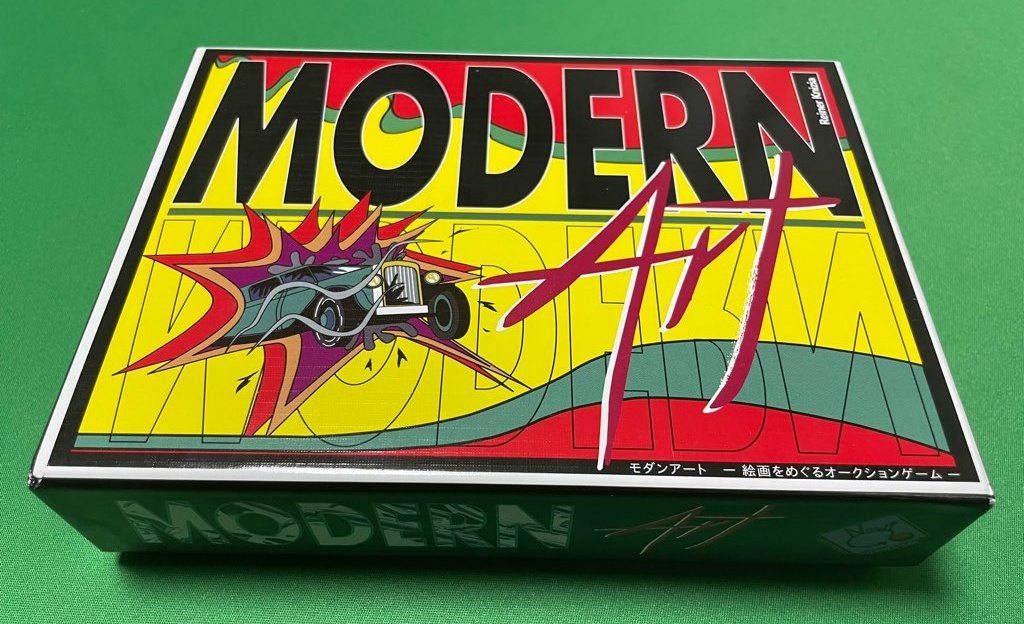 MODERN
Art
Reiner Knizia
MODERN
モダンアート ー 絵画をめぐるオークションゲーム ー
MODERN Art